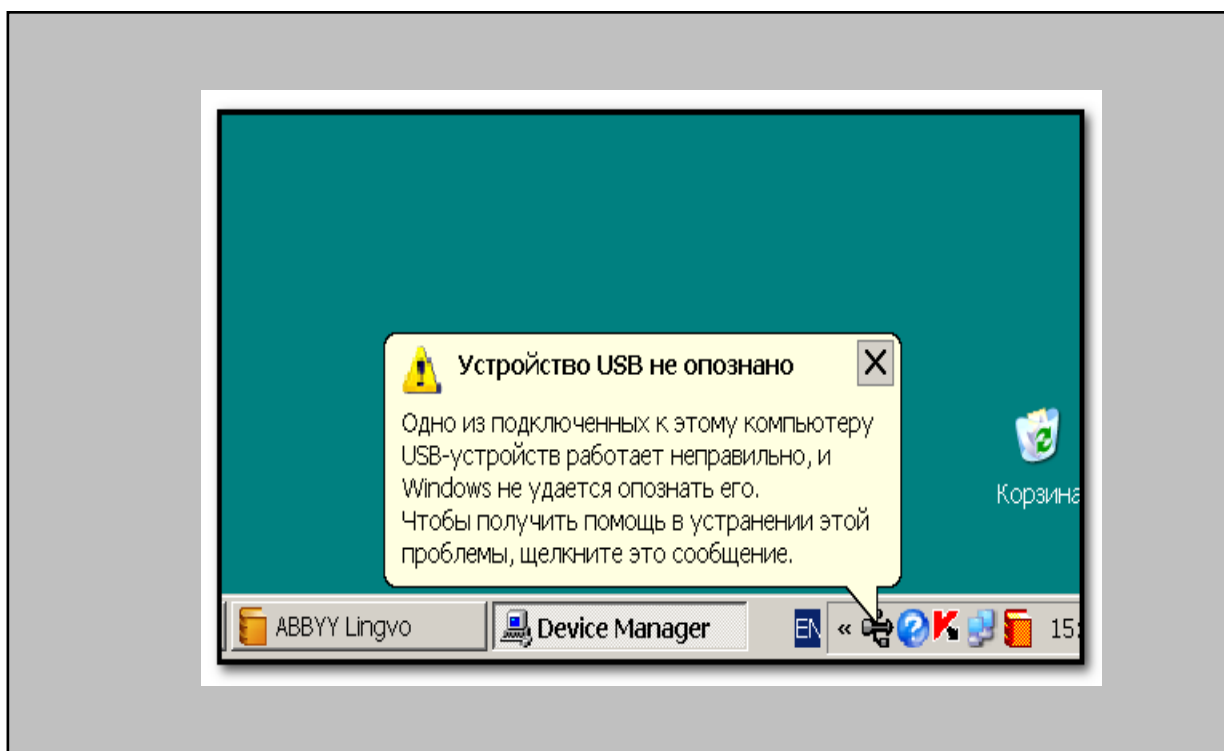 Устройство USB не опознано
Одно из подключенных к этому компьютеру
USB-устройств работает неправильно, и
Windows не удается опознать его.
Чтобы получить помощь в устранении этой
проблемы, щелкните это сообщение.
Корзина
ABBYY Lingvo
Device Manager
EN
«
15: